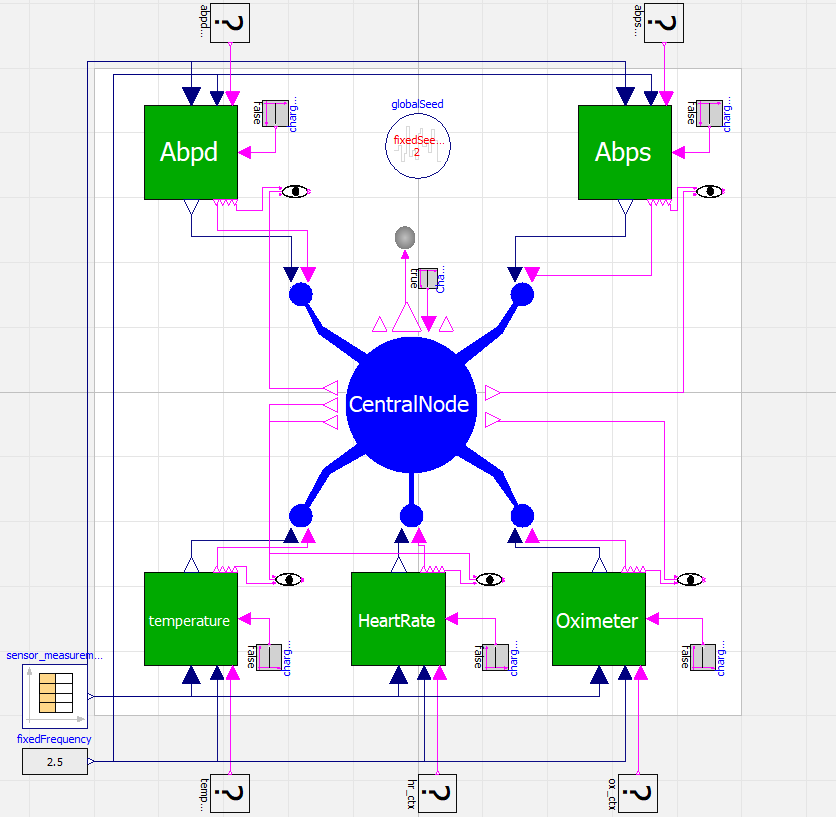 abpd...
?
abps...
?
globalSeed
fixedSee...
2
false
charg...
false
charg...
Abpd
Abps
true
Cha...
CentralNode
temperature
HeartRate
Oximeter
false
charg...
false
charg...
false
charg...
sensor_measurem...
fixedFrequency
2.5
temp...
?
hr_ctx
?
ox_ctx
?